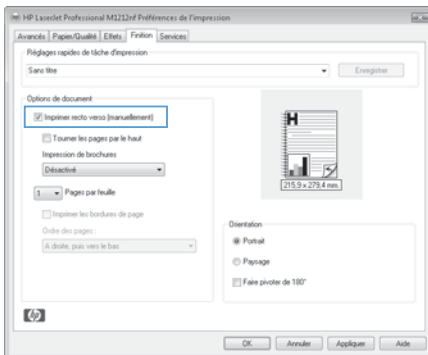 HP LaserJet Professional M1212nf Préférences de l'impression
Avancés Papier/Qualité Effets Finition Services
Réglages rapides de tâche d'impression
Sans titre
Enregistrer
Options de document
Imprimer recto verso (manuellement)
Tourner les pages par le haut
Impression de brochures
Désactivé
1 Pages par feuille
Imprimer les bordures de page
Ordre des pages :
A droite, puis vers le bas
H
215,9 × 279,4 mm.
Orientation
Portrait
Paysage
Faire pivoter de 180°
hp
OK Annuler Appliquer Aide